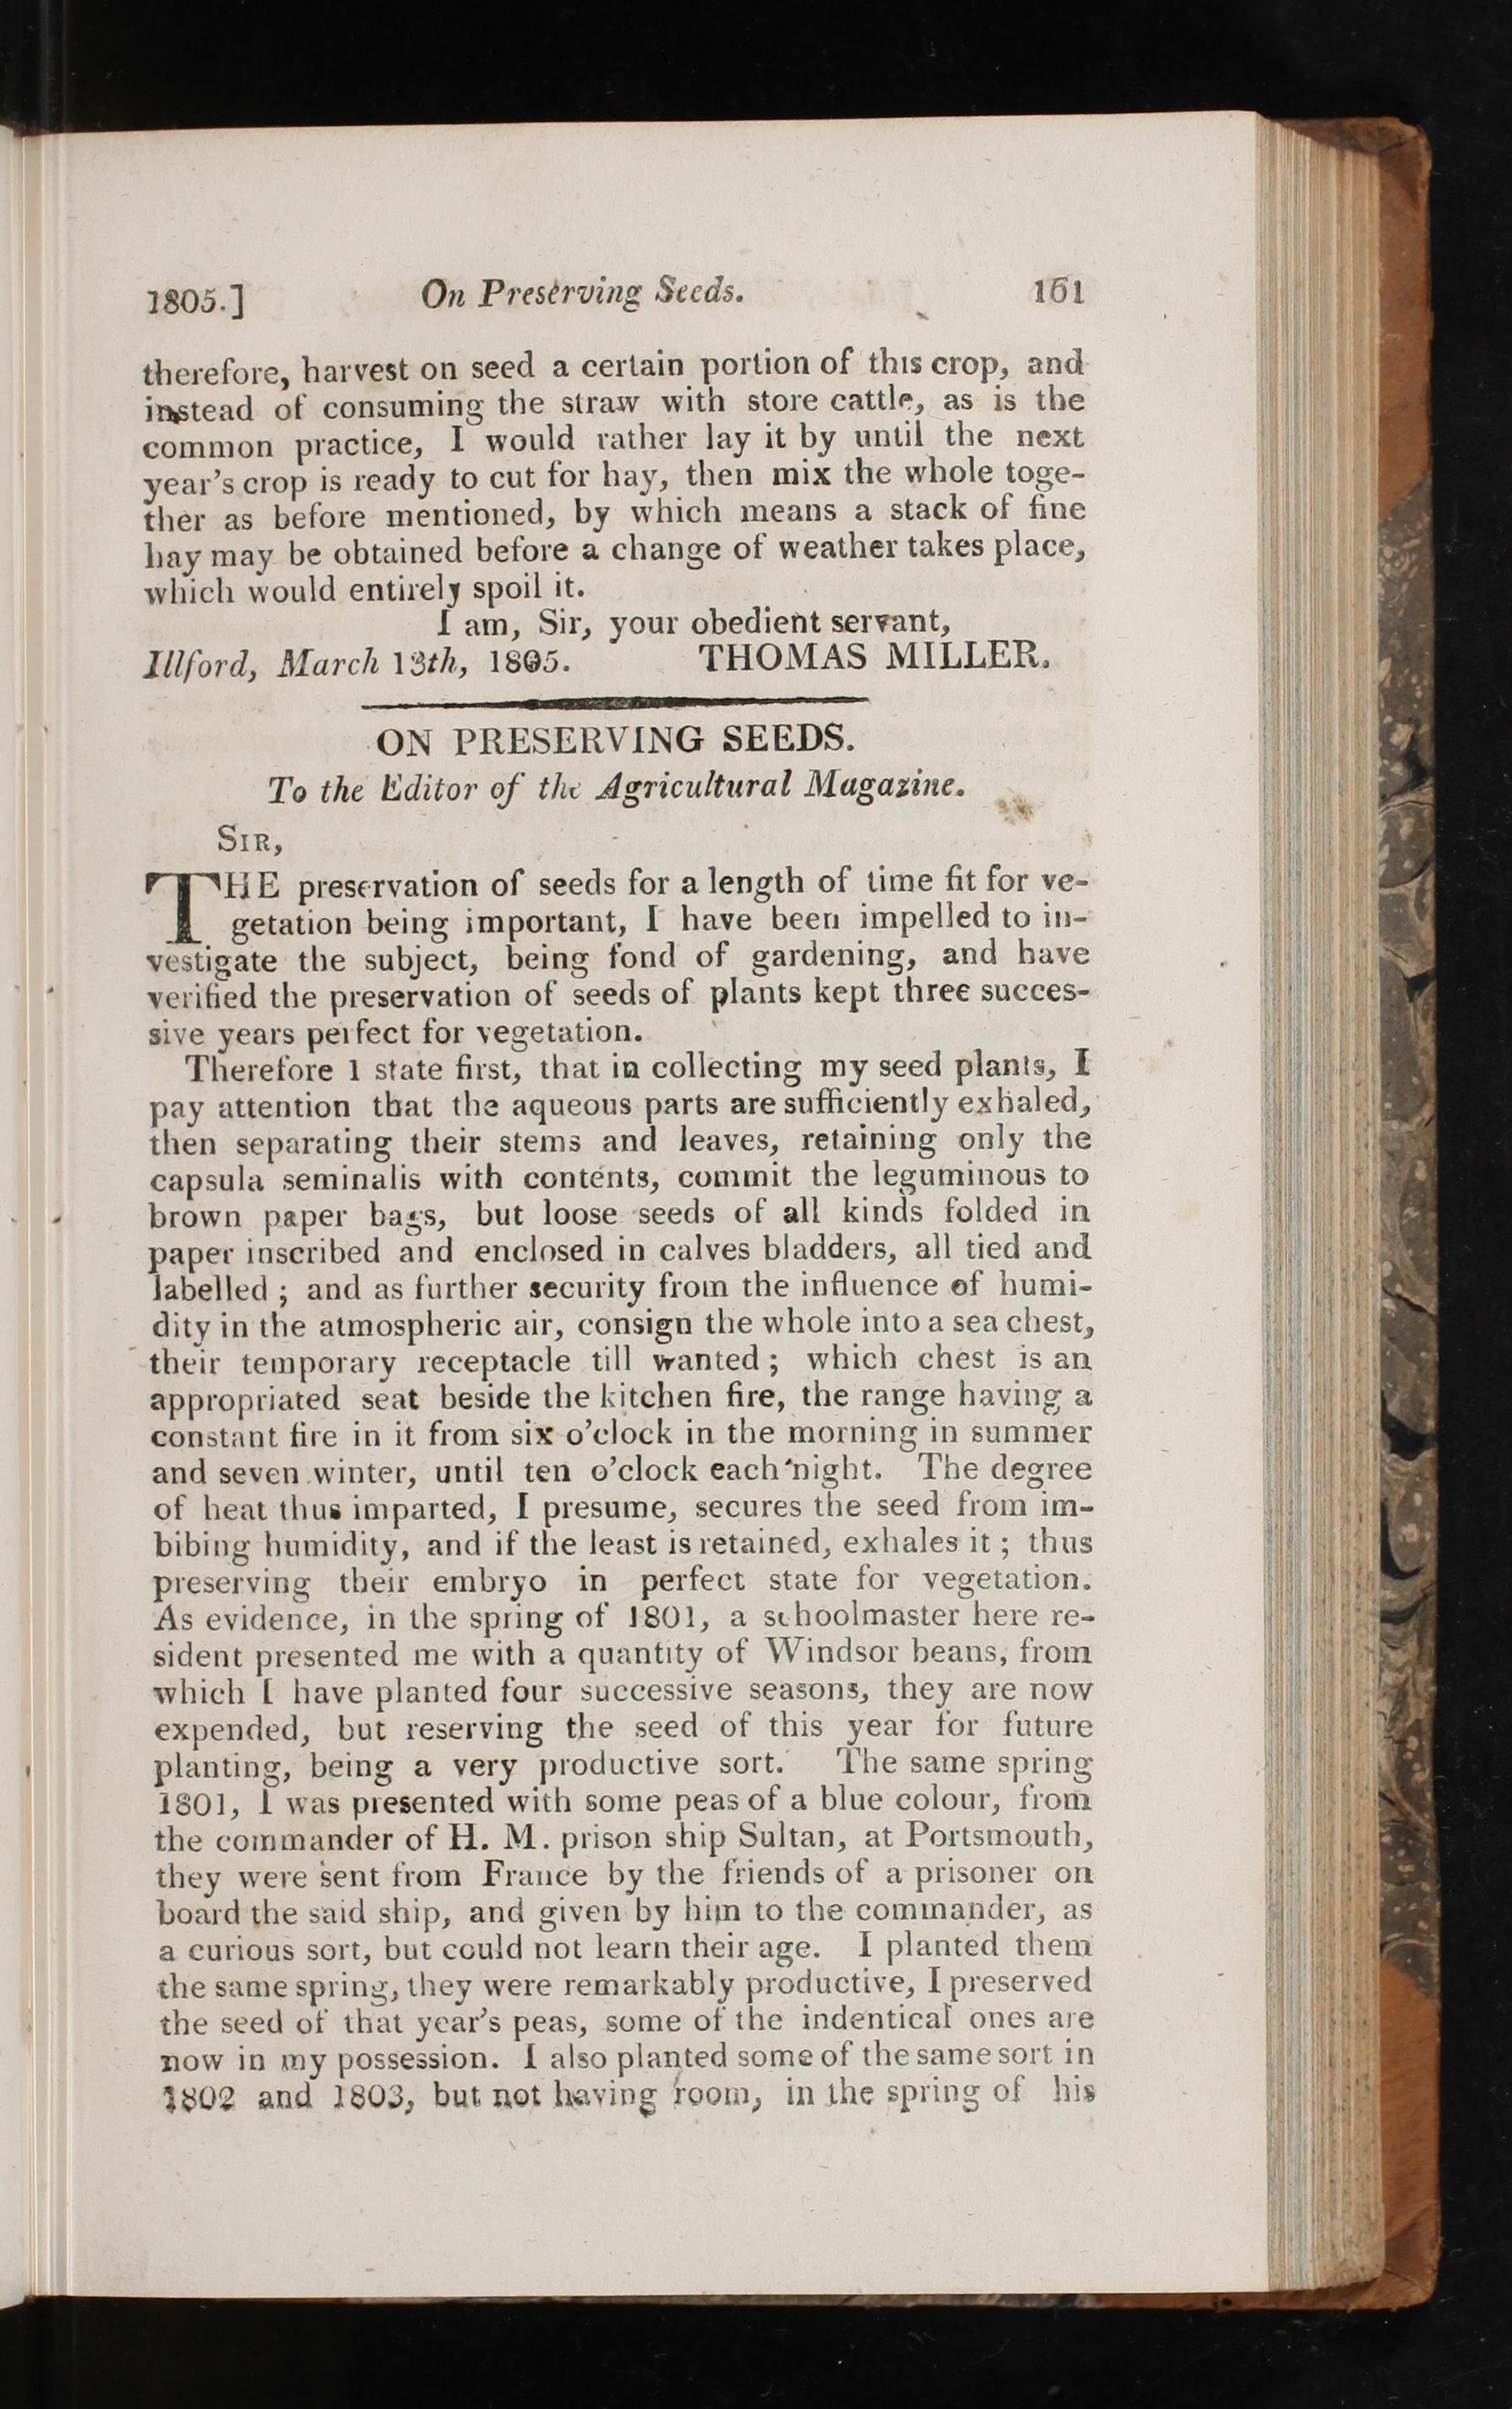 1805.] On Preserving Seeds. 161
therefore, harvest on seed a certain portion of this crop, and
instead of consuming the straw with store cattle, as is the
common practice, I would rather lay it by until the next
year's crop is ready to cut for hay, then mix the whole toge-
ther as before mentioned, by which means a stack of fine
hay may be obtained before a change of weather takes place,
which would entirely spoil it.
I am, Sir, your obedient servant,
Illford, March 13th, 1805. THOMAS MILLER.
ON PRESERVING SEEDS.
To the Editor of the Agricultural Magazine.
SIR,
THE preservation of seeds for a length of time fit for ve-
getation being important, I have been impelled to in-
vestigate the subject, being fond of gardening, and have
verified the preservation of seeds of plants kept three succes-
sive years perfect for vegetation.
Therefore I state first, that in collecting my seed plants, I
pay attention that the aqueous parts are sufficiently exhaled,
then separating their stems and leaves, retaining only the
capsula seminalis with contents, commit the leguminous to
brown paper bags, but loose seeds of all kinds folded in
paper inscribed and enclosed in calves bladders, all tied and
labelled ; and as further security from the influence of humi-
dity in the atmospheric air, consign the whole into a sea chest,
their temporary receptacle till wanted ; which chest is an
appropriated seat beside the kitchen fire, the range having a
constant fire in it from six o'clock in the morning in summer
and seven winter, until ten o'clock each night. The degree
of heat thus imparted, I presume, secures the seed from im-
bibing humidity, and if the least is retained, exhales it ; thus
preserving their embryo in perfect state for vegetation.
As evidence, in the spring of 1801, a schoolmaster here re-
sident presented me with a quantity of Windsor beans, from
which I have planted four successive seasons, they are now
expended, but reserving the seed of this year for future
planting, being a very productive sort. The same spring
1801, I was presented with some peas of a blue colour, from
the commander of H. M. prison ship Sultan, at Portsmouth,
they were sent from France by the friends of a prisoner on
board the said ship, and given by him to the commander, as
a curious sort, but could not learn their age. I planted them
the same spring, they were remarkably productive, I preserved
the seed of that year's peas, some of the indentical ones are
now in my possession. I also planted some of the same sort in
1802 and 1803, but not having room, in the spring of his